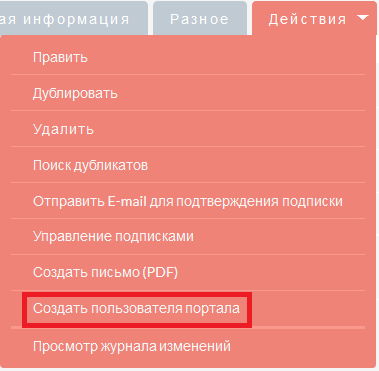 ая информация Разное Действия
Править
Дублировать
Удалить
Поиск дубликатов
Отправить E-mail для подтверждения подписки
Управление подписками
Создать письмо (PDF)
Создать пользователя портала
Просмотр журнала изменений